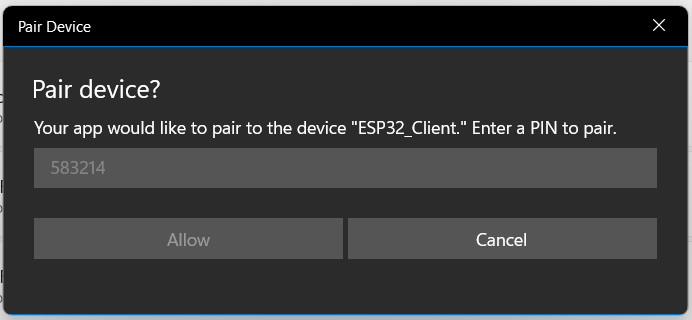 Pair Device
Pair device?
Your app would like to pair to the device "ESP32_Client." Enter a PIN to pair.
583214
Allow
Cancel